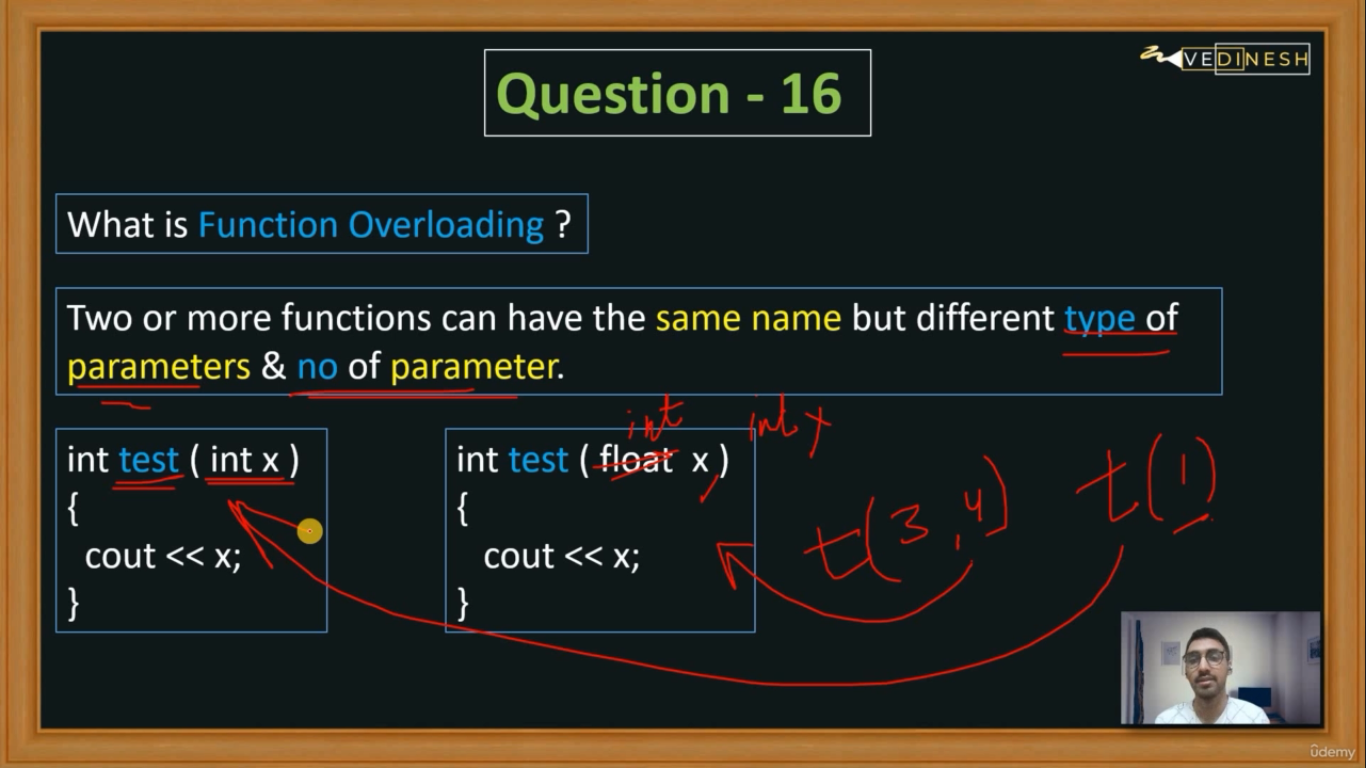 VEDINESH
Question - 16
What is Function Overloading ?
Two or more functions can have the same name but different type of
parameters & no of parameter.
int int y
int test ( int x )
{
cout << x;
}
int test ( float x )
{
cout << x;
}
t(3,4)
t(1)
ûdemy